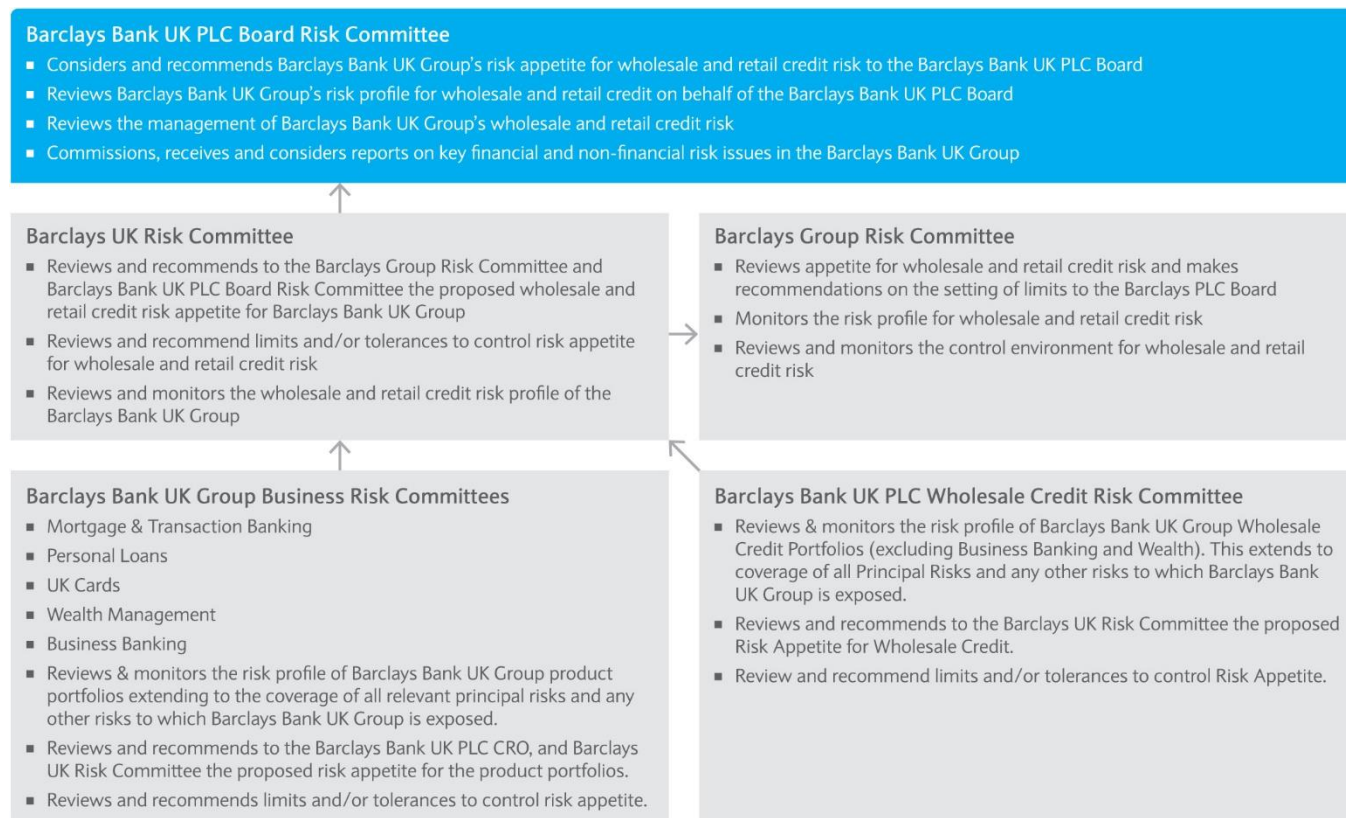 Barclays Bank UK PLC Board Risk Committee
▪ Considers and recommends Barclays Bank UK Group's risk appetite for wholesale and retail credit risk to the Barclays Bank UK PLC Board
▪ Reviews Barclays Bank UK Group's risk profile for wholesale and retail credit on behalf of the Barclays Bank UK PLC Board
▪ Reviews the management of Barclays Bank UK Group's wholesale and retail credit risk
▪ Commissions, receives and considers reports on key financial and non-financial risk issues in the Barclays Bank UK Group
Barclays UK Risk Committee
▪ Reviews and recommends to the Barclays Group Risk Committee and
Barclays Bank UK PLC Board Risk Committee the proposed wholesale and
retail credit risk appetite for Barclays Bank UK Group
▪ Reviews and recommend limits and/or tolerances to control risk appetite
for wholesale and retail credit risk
▪ Reviews and monitors the wholesale and retail credit risk profile of the
Barclays Bank UK Group
Barclays Group Risk Committee
▪ Reviews appetite for wholesale and retail credit risk and makes
recommendations on the setting of limits to the Barclays PLC Board
▪ Monitors the risk profile for wholesale and retail credit risk
▪ Reviews and monitors the control environment for wholesale and retail
credit risk
Barclays Bank UK Group Business Risk Committees
▪ Mortgage & Transaction Banking
▪ Personal Loans
▪ UK Cards
▪ Wealth Management
▪ Business Banking
▪ Reviews & monitors the risk profile of Barclays Bank UK Group product
portfolios extending to the coverage of all relevant principal risks and any
other risks to which Barclays Bank UK Group is exposed.
▪ Reviews and recommends to the Barclays Bank UK PLC CRO, and Barclays
UK Risk Committee the proposed risk appetite for the product portfolios.
▪ Reviews and recommends limits and/or tolerances to control risk appetite.
Barclays Bank UK PLC Wholesale Credit Risk Committee
▪ Reviews & monitors the risk profile of Barclays Bank UK Group Wholesale
Credit Portfolios (excluding Business Banking and Wealth). This extends to
coverage of all Principal Risks and any other risks to which Barclays Bank
UK Group is exposed.
▪ Reviews and recommends to the Barclays UK Risk Committee the proposed
Risk Appetite for Wholesale Credit.
▪ Review and recommend limits and/or tolerances to control Risk Appetite.